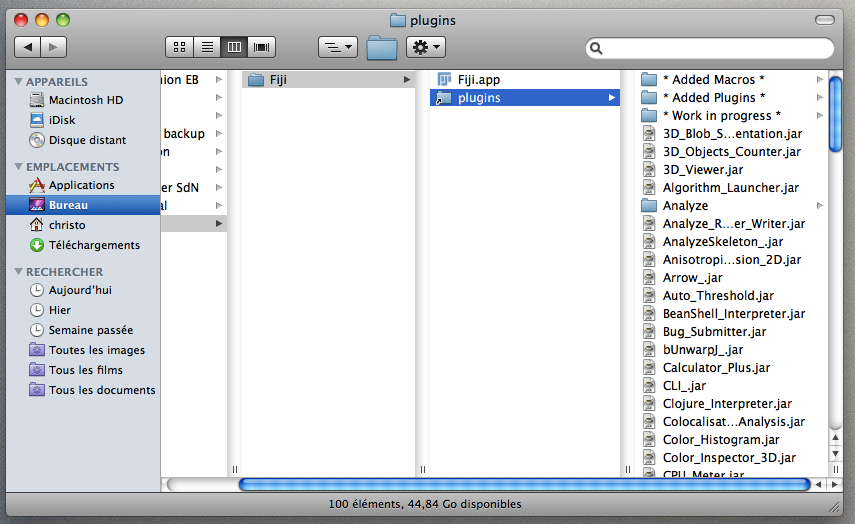 plugins
APPAREILS
Macintosh HD
iDisk
Disque distant
EMPLACEMENTS
Applications
Bureau
christo
Téléchargements
RECHERCHER
Aujourd'hui
Hier
Semaine passée
Toutes les images
Tous les films
Tous les documents
ion EB
backup
on
er SdN
al
Fiji
Fiji.app
plugins
* Added Macros *
* Added Plugins *
* Work in progress *
3D_Blob_S...entation.jar
3D_Objects_Counter.jar
3D_Viewer.jar
Algorithm_Launcher.jar
Analyze
Analyze_R...er_Writer.jar
AnalyzeSkeleton_.jar
Anisotropi...sion_2D.jar
Arrow_.jar
Auto_Threshold.jar
BeanShell_Interpreter.jar
Bug_Submitter.jar
bUnwarpJ_.jar
Calculator_Plus.jar
CLI_.jar
Clojure_Interpreter.jar
Colocalisat...Analysis.jar
Color_Histogram.jar
Color_Inspector_3D.jar
CPU_Meter.jar
100 éléments, 44,84 Go disponibles